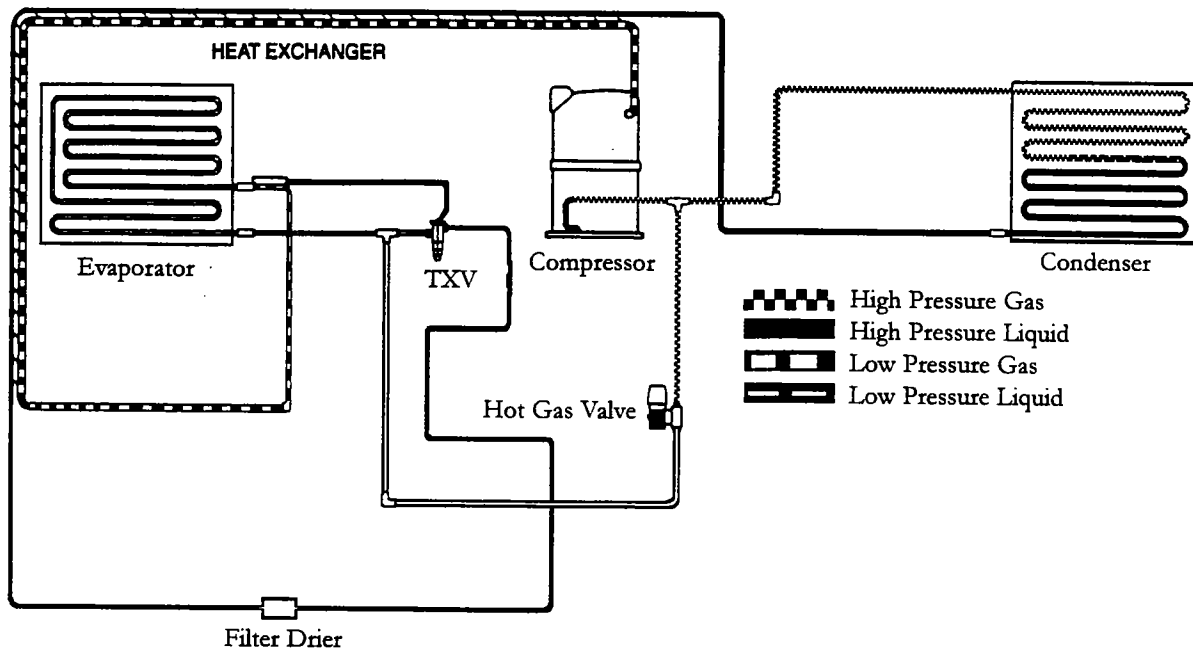 HEAT EXCHANGER
Evaporator
TXV
Compressor
Condenser
High Pressure Gas
High Pressure Liquid
Low Pressure Gas
Low Pressure Liquid
Hot Gas Valve
Filter Drier